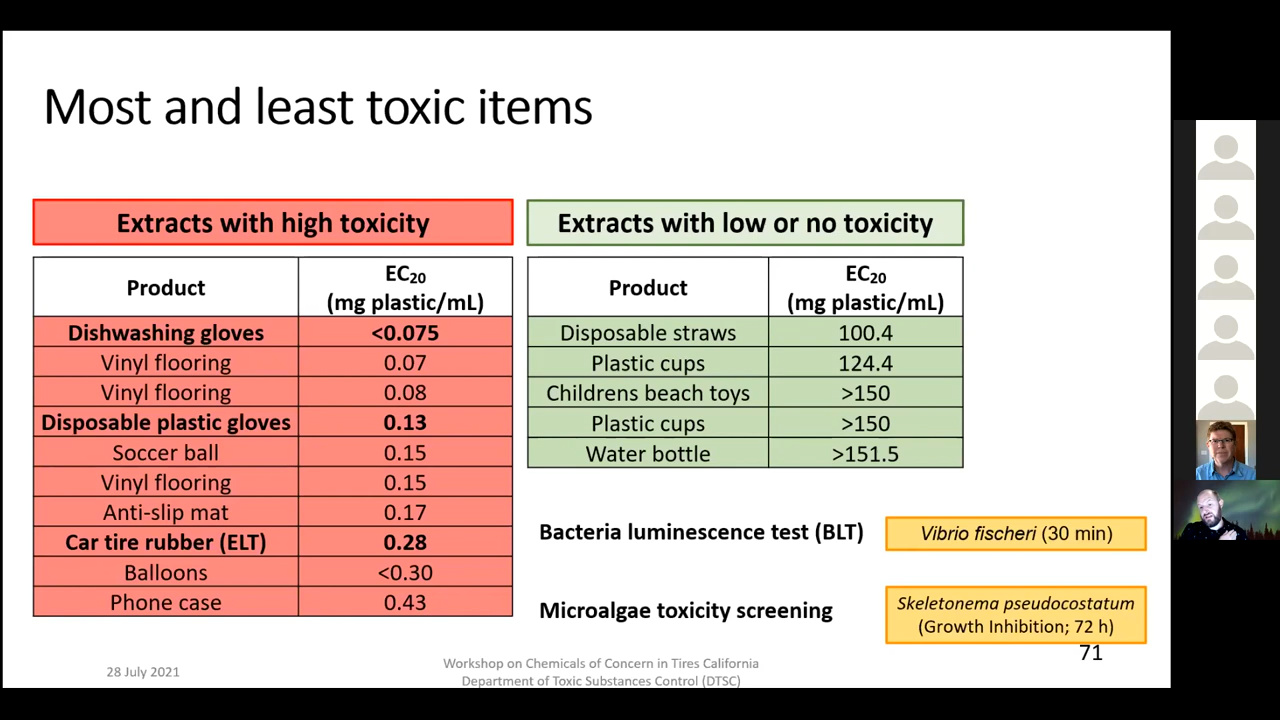 Most and least toxic items
Extracts with high toxicity
Product EC20 (mg plastic/mL)
Dishwashing gloves <0.075
Vinyl flooring 0.07
Vinyl flooring 0.08
Disposable plastic gloves 0.13
Soccer ball 0.15
Vinyl flooring 0.15
Anti-slip mat 0.17
Car tire rubber (ELT) 0.28
Balloons <0.30
Phone case 0.43
Extracts with low or no toxicity
Product EC20 (mg plastic/mL)
Disposable straws 100.4
Plastic cups 124.4
Childrens beach toys >150
Plastic cups >150
Water bottle >151.5
Bacteria luminescence test (BLT)
Vibrio fischeri (30 min)
Microalgae toxicity screening
Skeletonema pseudocostatum
(Growth Inhibition; 72 h)
71
28 July 2021
Workshop on Chemicals of Concern in Tires California
Department of Toxic Substances Control (DTSC)